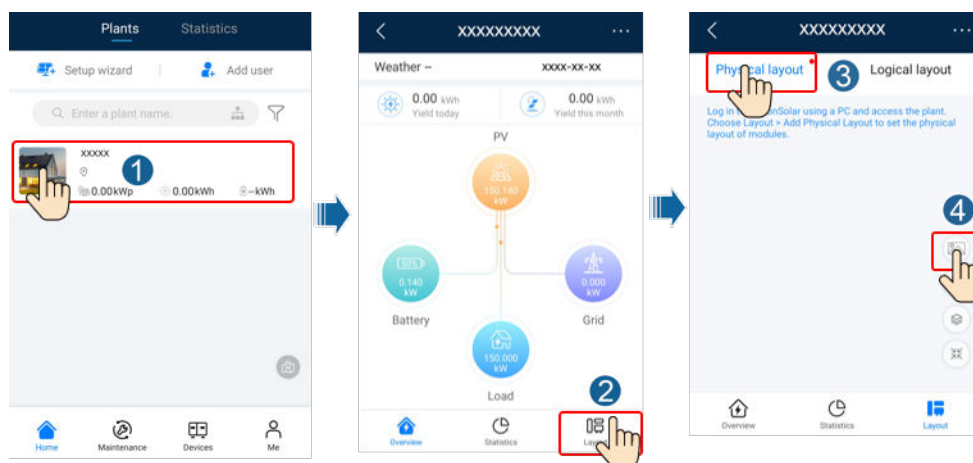 Plants Statistics
Setup wizard Add user
Enter a plant name.
xxxxx
1
0.00kWp 0.00kWh --kWh
Home Maintenance Devices Me
XXXXXXXXX ...
Weather -- xxxx-xx-xx
0.00 kWh 0.00 kWh
Yield today Yield this month
PV
150.140
kW
50%
0.140
kW
0.000
kW
Battery Grid
150.000
kW
Load
2
Overview Statistics
XXXXXXXXX ...
layout 3 Logical layout
Log in using a PC and access the plant.
Choose Layout > Add Physical Layout to set the physical
layout of modules.
4
Overview Statistics Layout